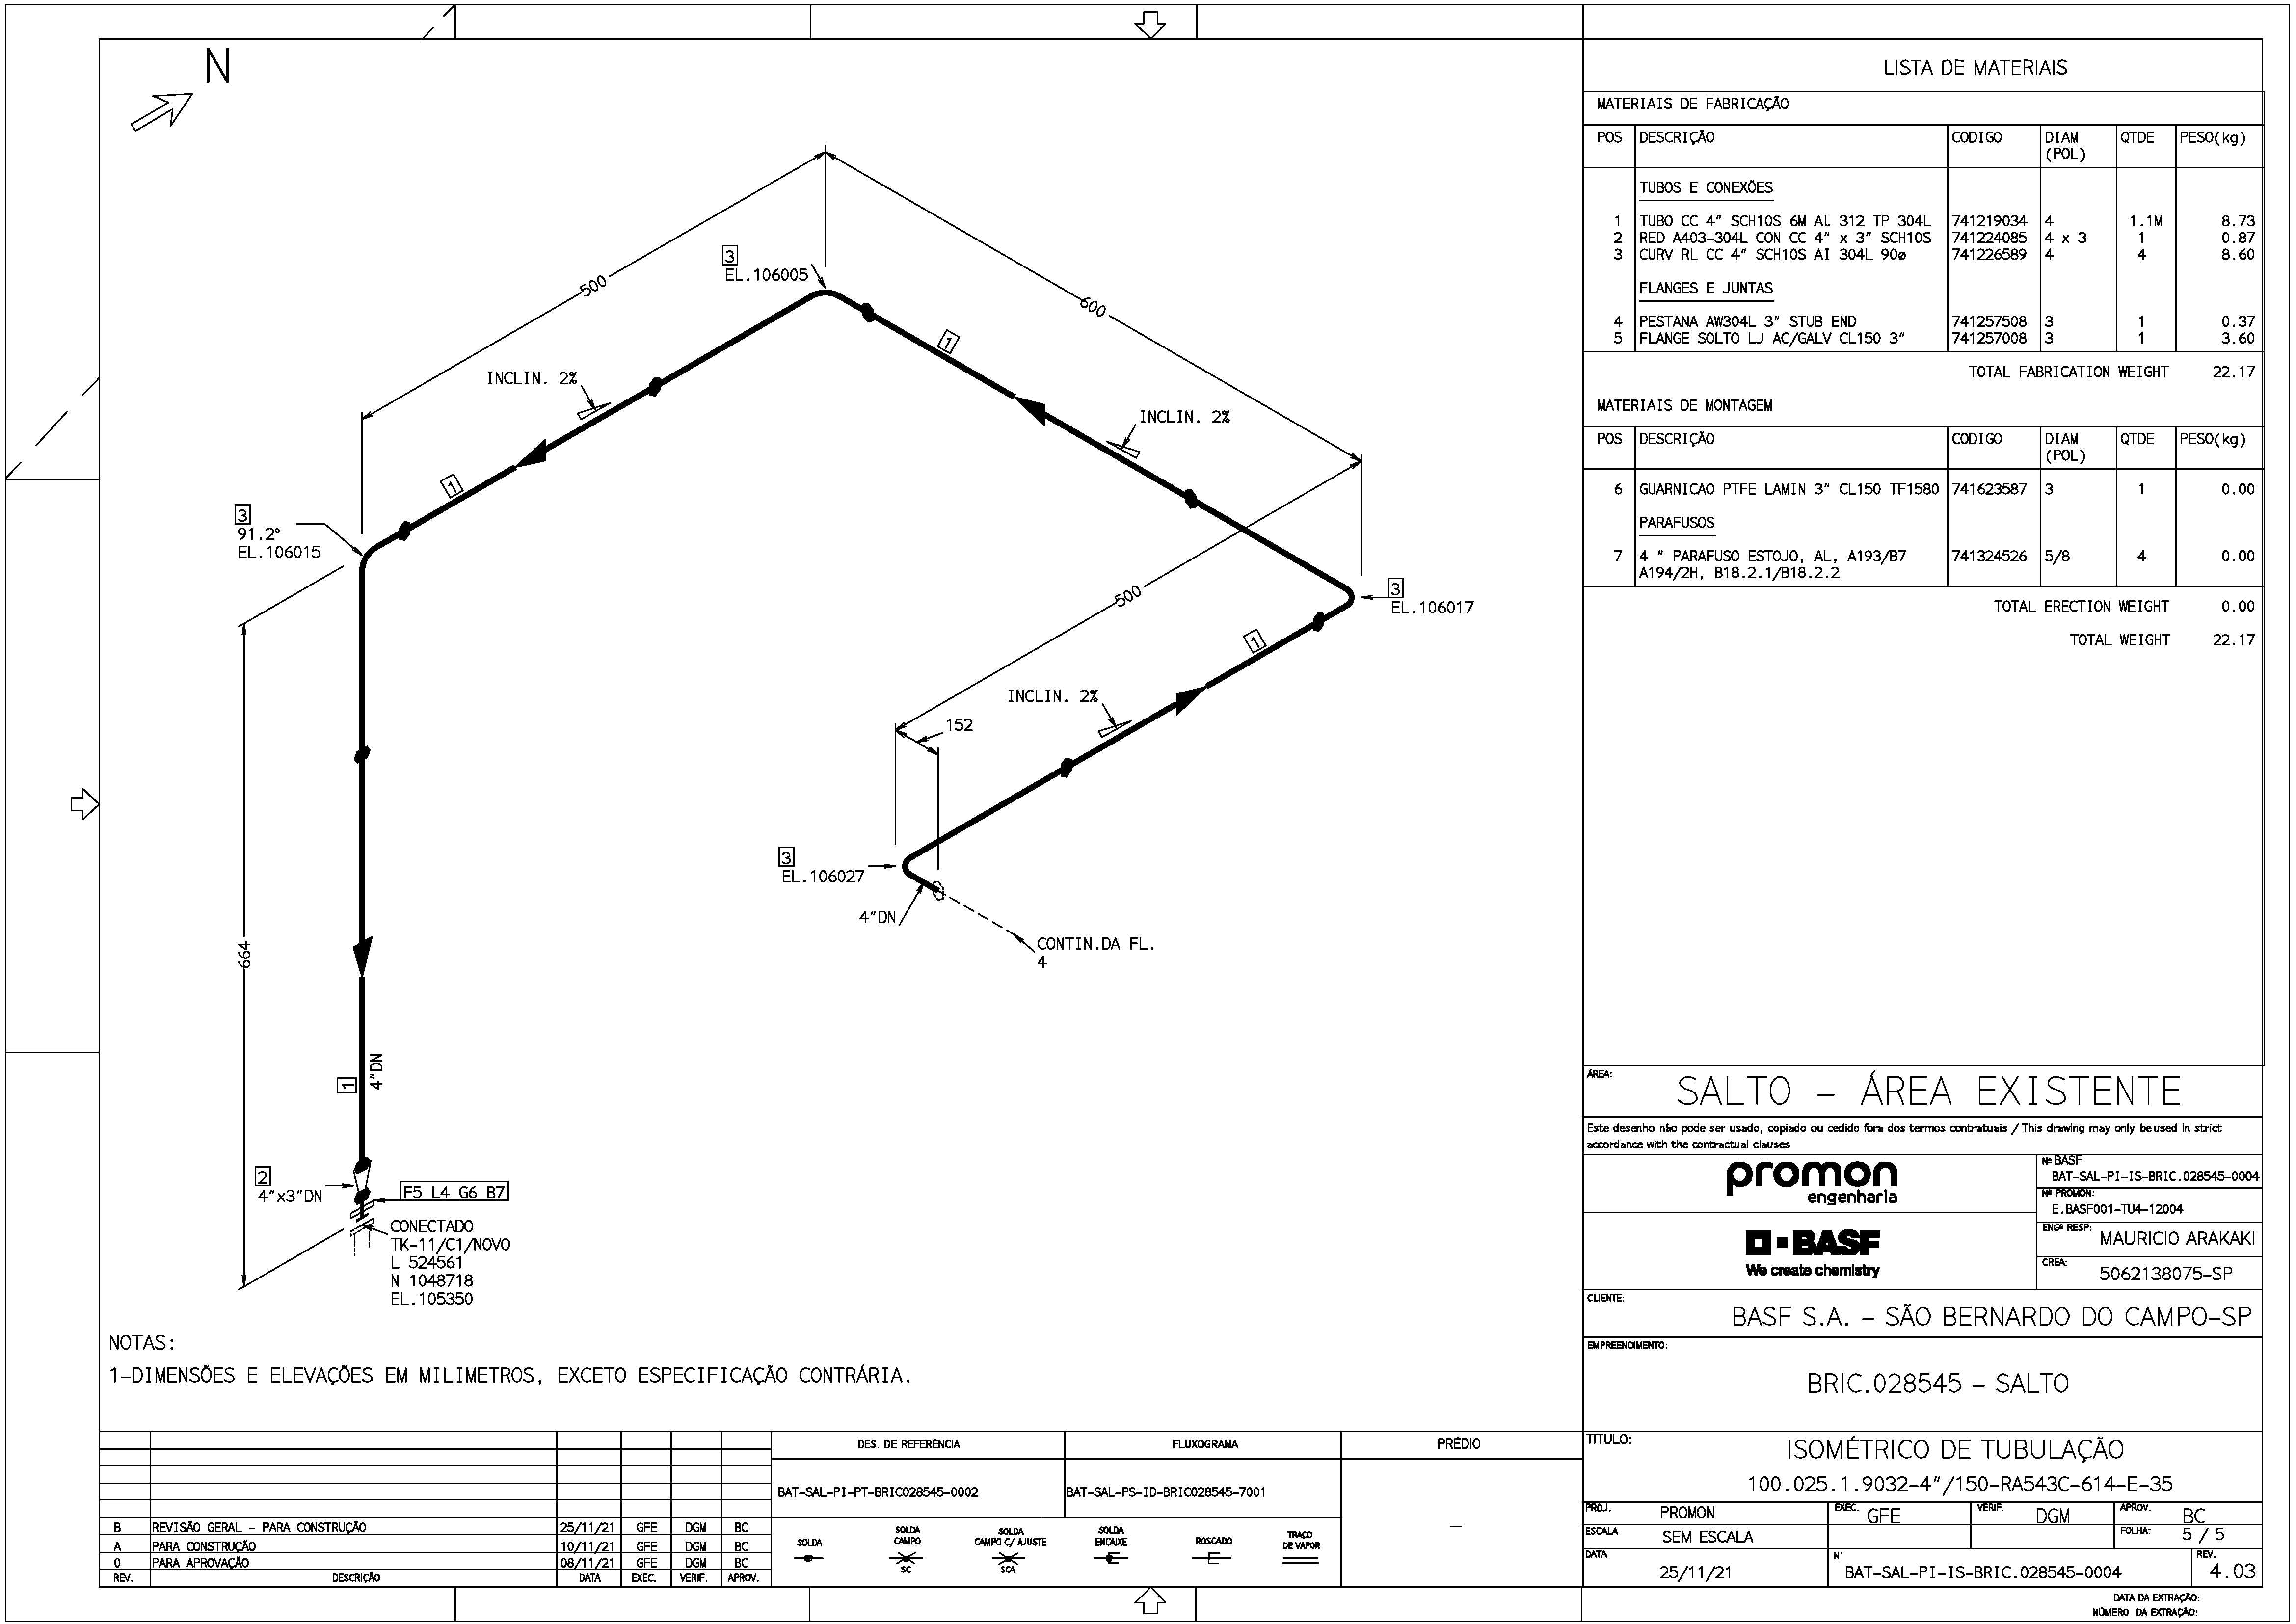 N
500
600
3
EL.106005
1
INCLIN. 2%
INCLIN. 2%
1
3
91.2°
EL.106015
500
3
EL.106017
1
INCLIN. 2%
152
3
EL.106027
4"DN
CONTIN.DA FL.
4
664
4"DN
1
2
4"x3"DN
F5 L4 G6 B7
CONECTADO
TK-11/C1/NOVO
L 524561
N 1048718
EL.105350
NOTAS:
1-DIMENSÕES E ELEVAÇÕES EM MILIMETROS, EXCETO ESPECIFICAÇÃO CONTRÁRIA.
LISTA DE MATERIAIS
MATERIAIS DE FABRICAÇÃO
POS DESCRIÇÃO CODIGO DIAM (POL) QTDE PESO(kg)
TUBOS E CONEXÕES
1 TUBO CC 4" SCH10S 6M Al 312 TP 304L 741219034 4 1.1M 8.73
2 RED A403-304L CON CC 4" x 3" SCH10S 741224085 4 x 3 1 0.87
3 CURV RL CC 4" SCH10S AI 304L 90ø 741226589 4 4 8.60
FLANGES E JUNTAS
4 PESTANA AW304L 3" STUB END 741257508 3 1 0.37
5 FLANGE SOLTO LJ AC/GALV CL150 3" 741257008 3 1 3.60
TOTAL FABRICATION WEIGHT 22.17
MATERIAIS DE MONTAGEM
POS DESCRIÇÃO CODIGO DIAM (POL) QTDE PESO(kg)
6 GUARNICAO PTFE LAMIN 3" CL150 TF1580 741623587 3 1 0.00
PARAFUSOS
7 4 " PARAFUSO ESTOJO, AL, A193/B7 741324526 5/8 4 0.00
A194/2H, B18.2.1/B18.2.2
TOTAL ERECTION WEIGHT 0.00
TOTAL WEIGHT 22.17
ÁREA:
SALTO - ÁREA EXISTENTE
Este desenho não pode ser usado, copiado ou cedido fora dos termos contratuais / This drawing may only be used in strict
accordance with the contractual clauses
promon
engenharia
Nº BASF
BAT-SAL-PI-IS-BRIC.028545-0004
Nº PROMON:
E.BASF001-TU4-12004
BASF
We create chemistry
ENGº RESP:
MAURICIO ARAKAKI
CREA:
5062138075-SP
CLIENTE:
BASF S.A. - SÃO BERNARDO DO CAMPO-SP
EMPREENDIMENTO:
BRIC.028545 - SALTO
TITULO:
ISOMÉTRICO DE TUBULAÇÃO
100.025.1.9032-4"/150-RA543C-614-E-35
PROJ. PROMON EXEC. GFE VERIF. DGM APROV. BC
ESCALA SEM ESCALA FOLHA: 5 / 5
DATA 25/11/21 N° BAT-SAL-PI-IS-BRIC.028545-0004 REV. 4.03
DATA DA EXTRAÇÃO:
NÚMERO DA EXTRAÇÃO:
B REVISÃO GERAL - PARA CONSTRUÇÃO 25/11/21 GFE DGM BC
A PARA CONSTRUÇÃO 10/11/21 GFE DGM BC
0 PARA APROVAÇÃO 08/11/21 GFE DGM BC
REV. DESCRIÇÃO DATA EXEC. VERIF. APROV.
DES. DE REFERÊNCIA FLUXOGRAMA PRÉDIO
BAT-SAL-PI-PT-BRIC028545-0002 BAT-SAL-PS-ID-BRIC028545-7001 -
SOLDA
SOLDA CAMPO
SC
SOLDA CAMPO C/ AJUSTE
SCA
SOLDA ENCAIXE
ROSCADO
TRAÇO DE VAPOR